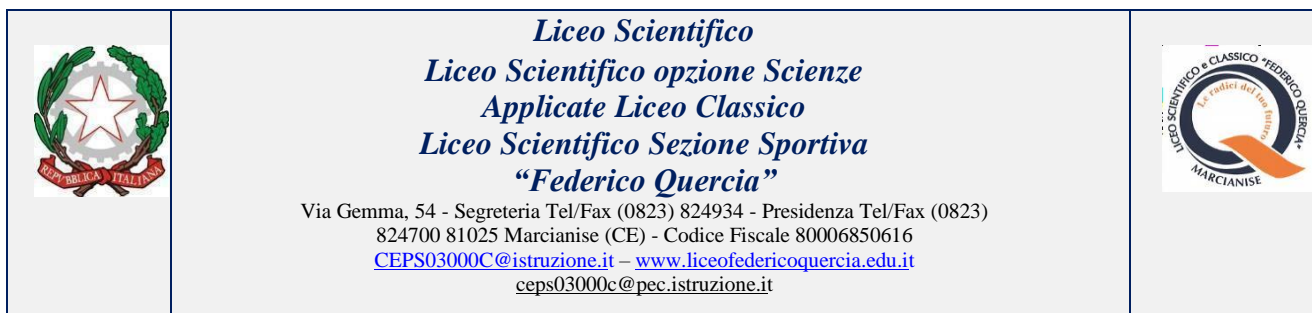 Liceo Scientifico
Liceo Scientifico opzione Scienze
Applicate Liceo Classico
Liceo Scientifico Sezione Sportiva
“Federico Quercia”
Via Gemma, 54 - Segreteria Tel/Fax (0823) 824934 - Presidenza Tel/Fax (0823)
824700 81025 Marcianise (CE) - Codice Fiscale 80006850616
CEPS03000C@istruzione.it – www.liceofedericoquercia.edu.it
ceps03000c@pec.istruzione.it
REPVBBLICA ITALIANA
LICEO SCIENTIFICO e CLASSICO "FEDERICO QUERCIA"
Le radici del tuo futuro
MARCIANISE